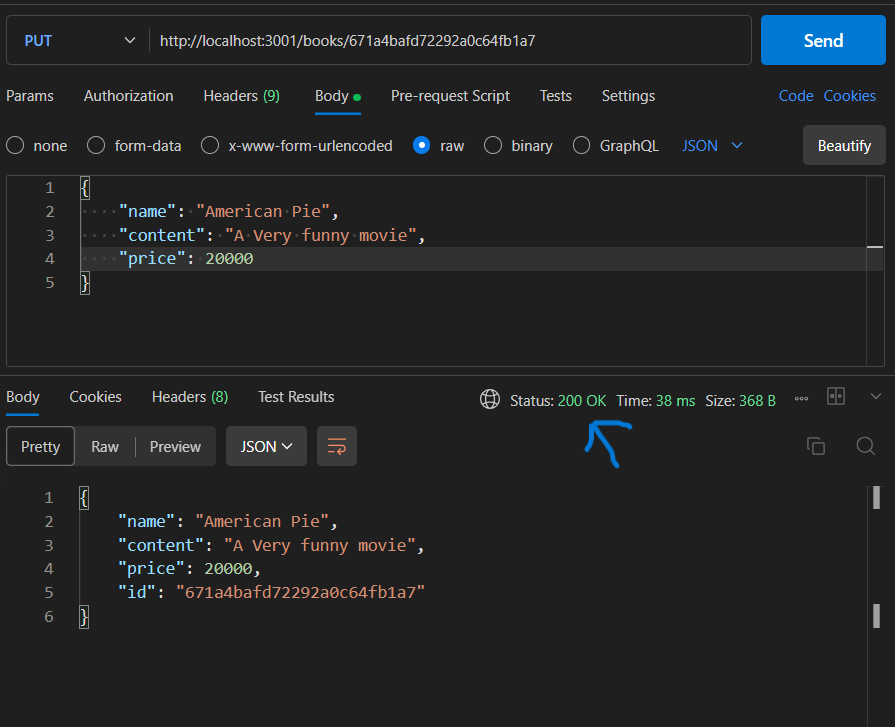 PUT http://localhost:3001/books/671a4bafd72292a0c64fb1a7 Send
Params Authorization Headers (9) Body Pre-request Script Tests Settings Code Cookies
none form-data x-www-form-urlencoded raw binary GraphQL JSON Beautify
1 {
2 "name": "American Pie",
3 "content": "A Very funny movie",
4 "price": 20000
5 }
Body Cookies Headers (8) Test Results Status: 200 OK Time: 38 ms Size: 368 B
Pretty Raw Preview JSON
1 {
2 "name": "American Pie",
3 "content": "A Very funny movie",
4 "price": 20000,
5 "id": "671a4bafd72292a0c64fb1a7"
6 }